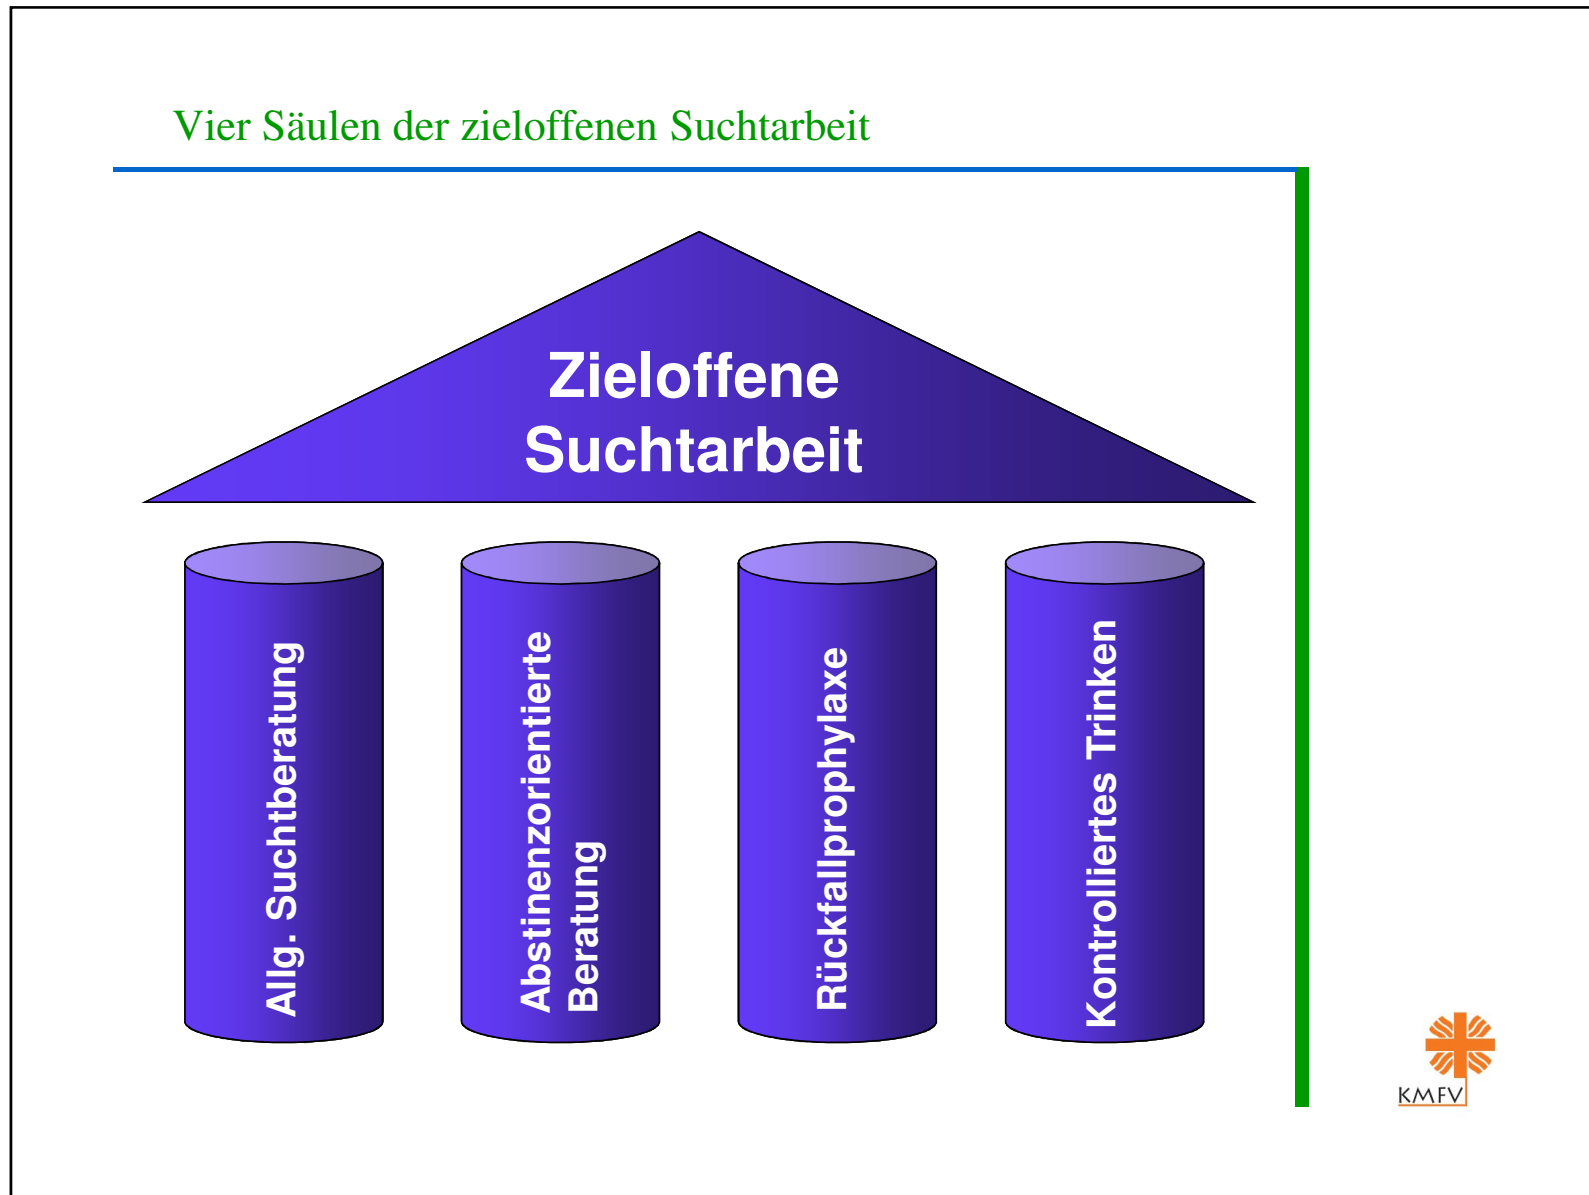 Vier Säulen der zieloffenen Suchtarbeit
Zieloffene
Suchtarbeit
Allg. Suchtberatung
Abstinenzorientierte
Beratung
Rückfallprophylaxe
Kontrolliertes Trinken
KMFV